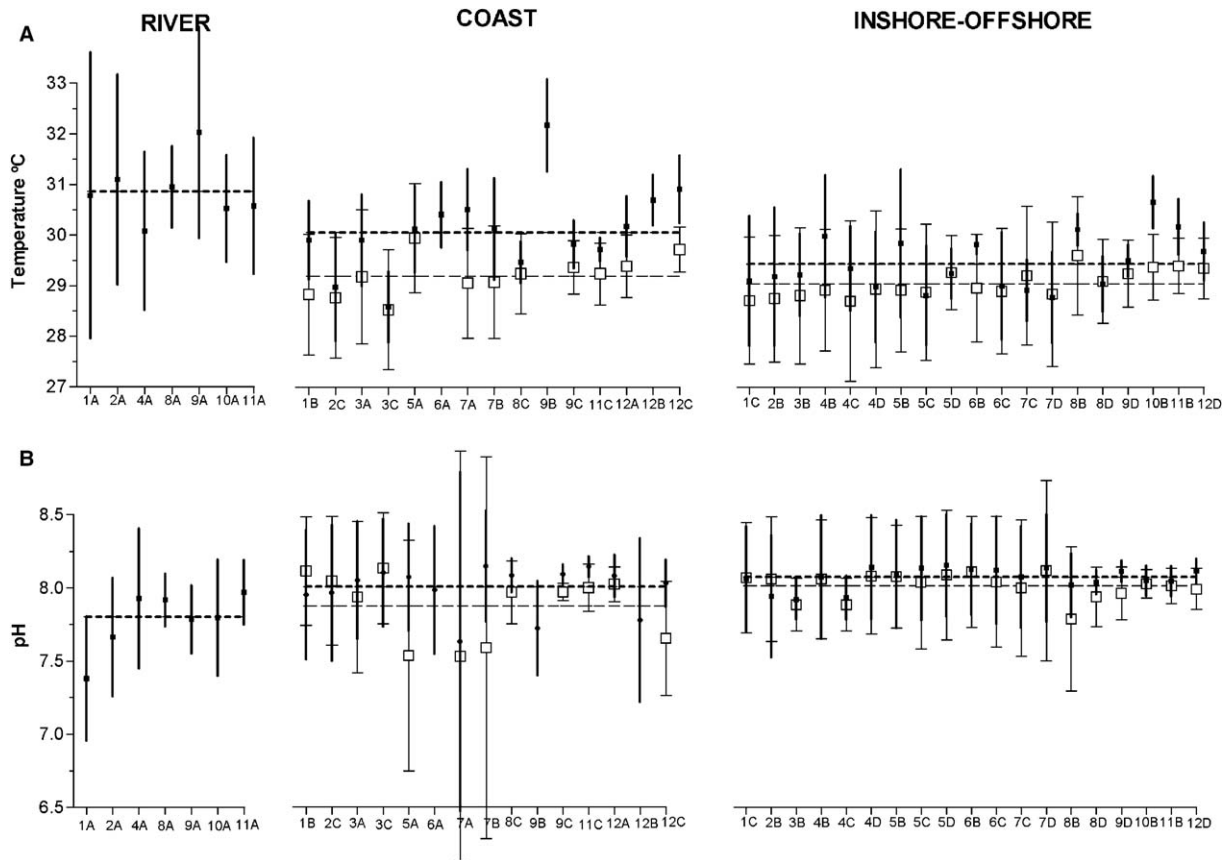 RIVER COAST INSHORE-OFFSHORE
A
Temperature ºC
33
32
31
30
29
28
27
1A 2A 4A 8A 9A 10A 11A
1B 2C 3A 3C 5A 6A 7A 7B 8C 9B 9C 11C 12A 12B 12C
1C 2B 3B 4B 4C 4D 5B 5C 5D 6B 6C 7C 7D 8B 8D 9D 10B 11B 12D
B
pH
8.5
8.0
7.5
7.0
6.5
1A 2A 4A 8A 9A 10A 11A
1B 2C 3A 3C 5A 6A 7A 7B 8C 9B 9C 11C 12A 12B 12C
1C 2B 3B 4B 4C 4D 5B 5C 5D 6B 6C 7C 7D 8B 8D 9D 10B 11B 12D